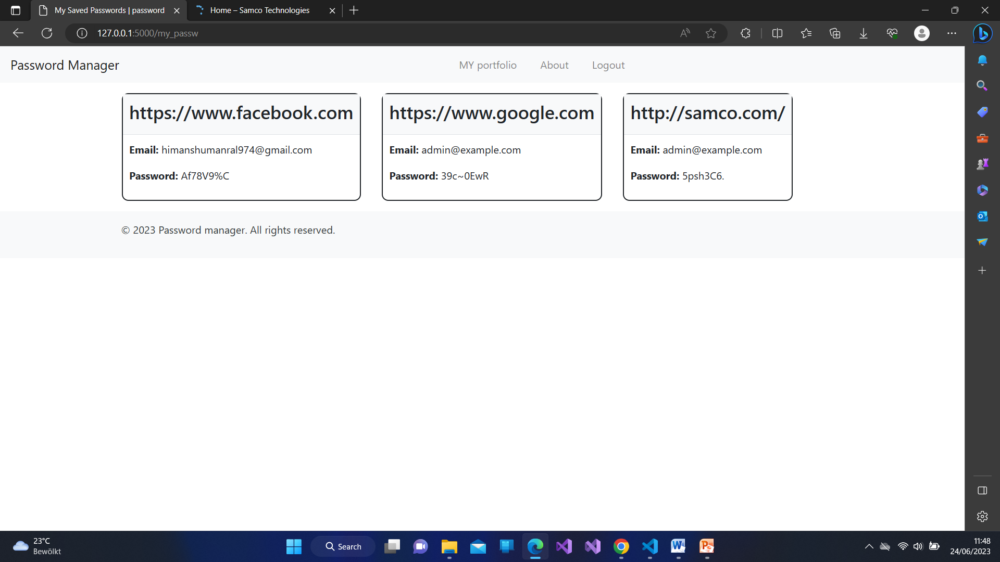 My Saved Passwords | password
Home – Samco Technologies
127.0.0.1:5000/my_passw
Password Manager
MY portfolio
About
Logout
https://www.facebook.com
Email: himanshumanral974@gmail.com
Password: Af78V9%C
https://www.google.com
Email: admin@example.com
Password: 39c~0EwR
http://samco.com/
Email: admin@example.com
Password: 5psh3C6.
© 2023 Password manager. All rights reserved.
23°C
Bewölkt
Search
11:48
24/06/2023